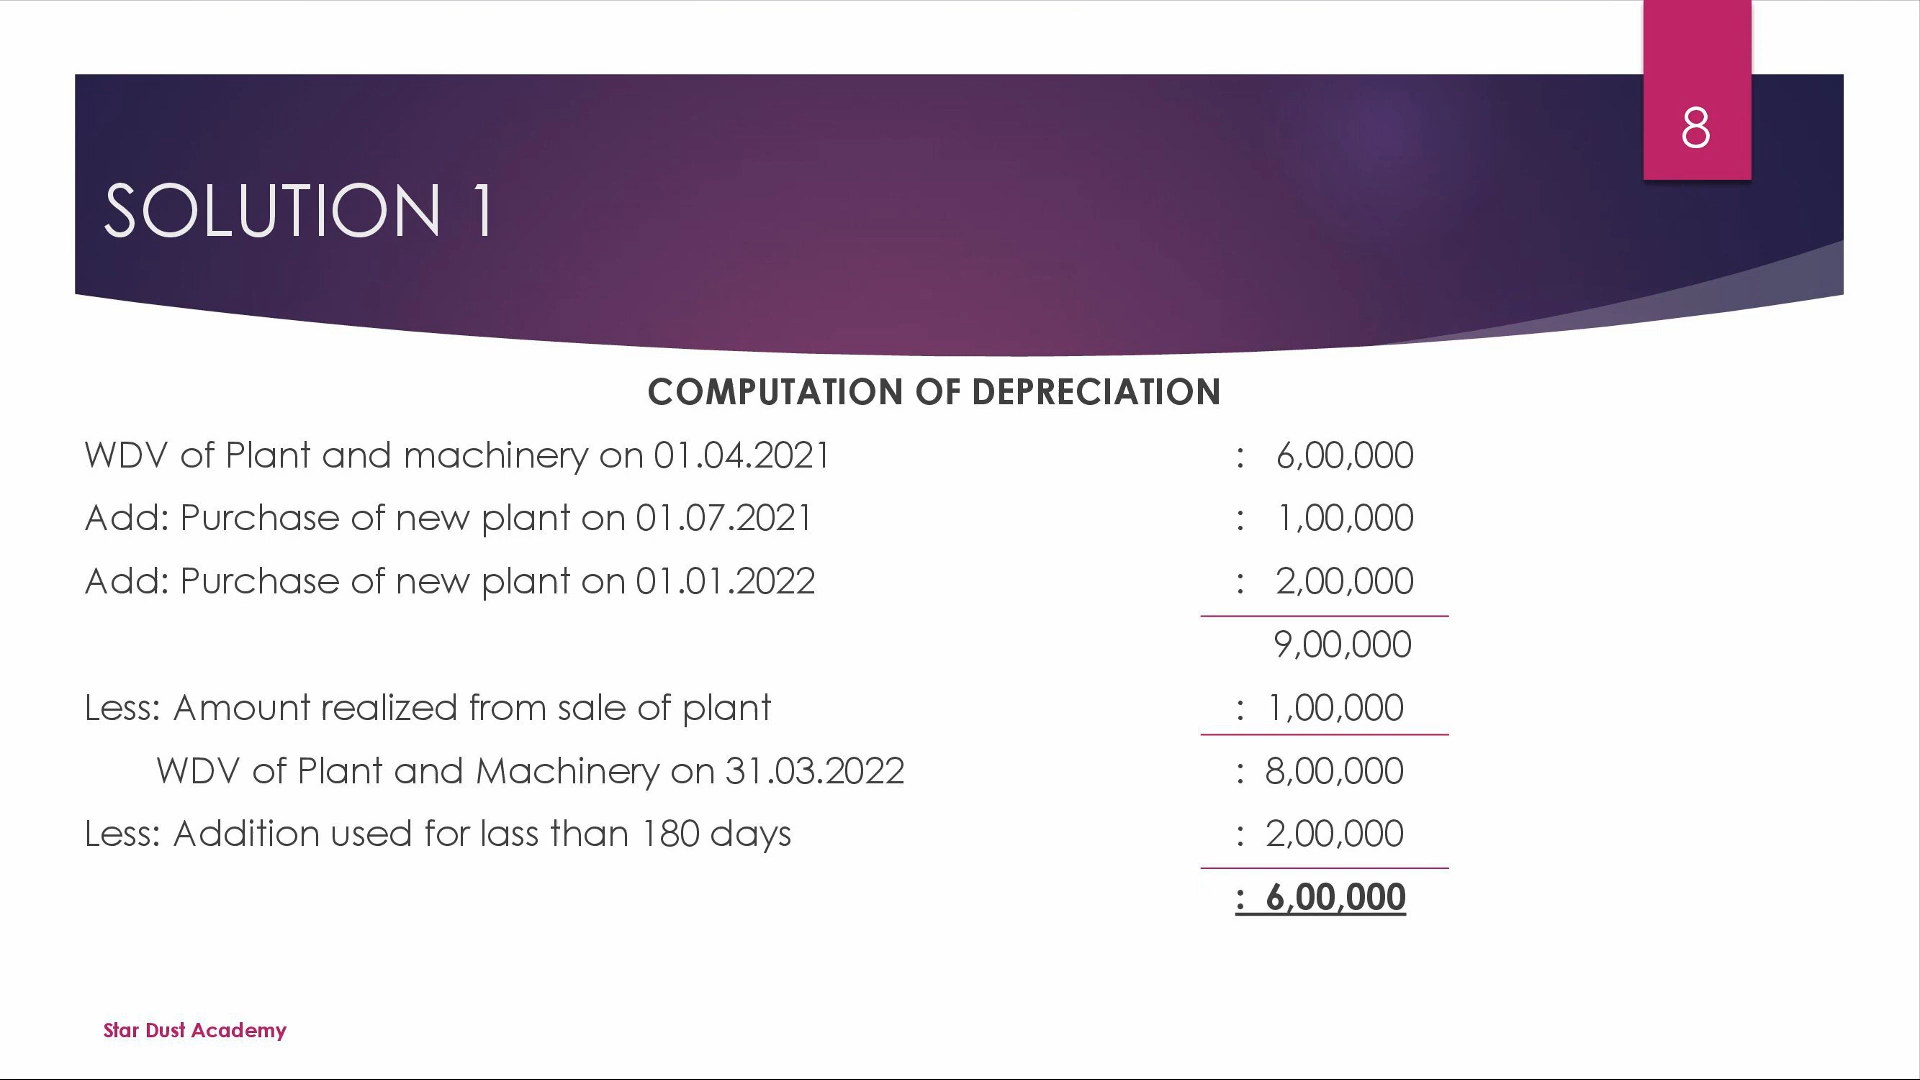 8
SOLUTION 1
COMPUTATION OF DEPRECIATION
WDV of Plant and machinery on 01.04.2021 : 6,00,000
Add: Purchase of new plant on 01.07.2021 : 1,00,000
Add: Purchase of new plant on 01.01.2022 : 2,00,000
9,00,000
Less: Amount realized from sale of plant : 1,00,000
WDV of Plant and Machinery on 31.03.2022 : 8,00,000
Less: Addition used for lass than 180 days : 2,00,000
: 6,00,000
Star Dust Academy